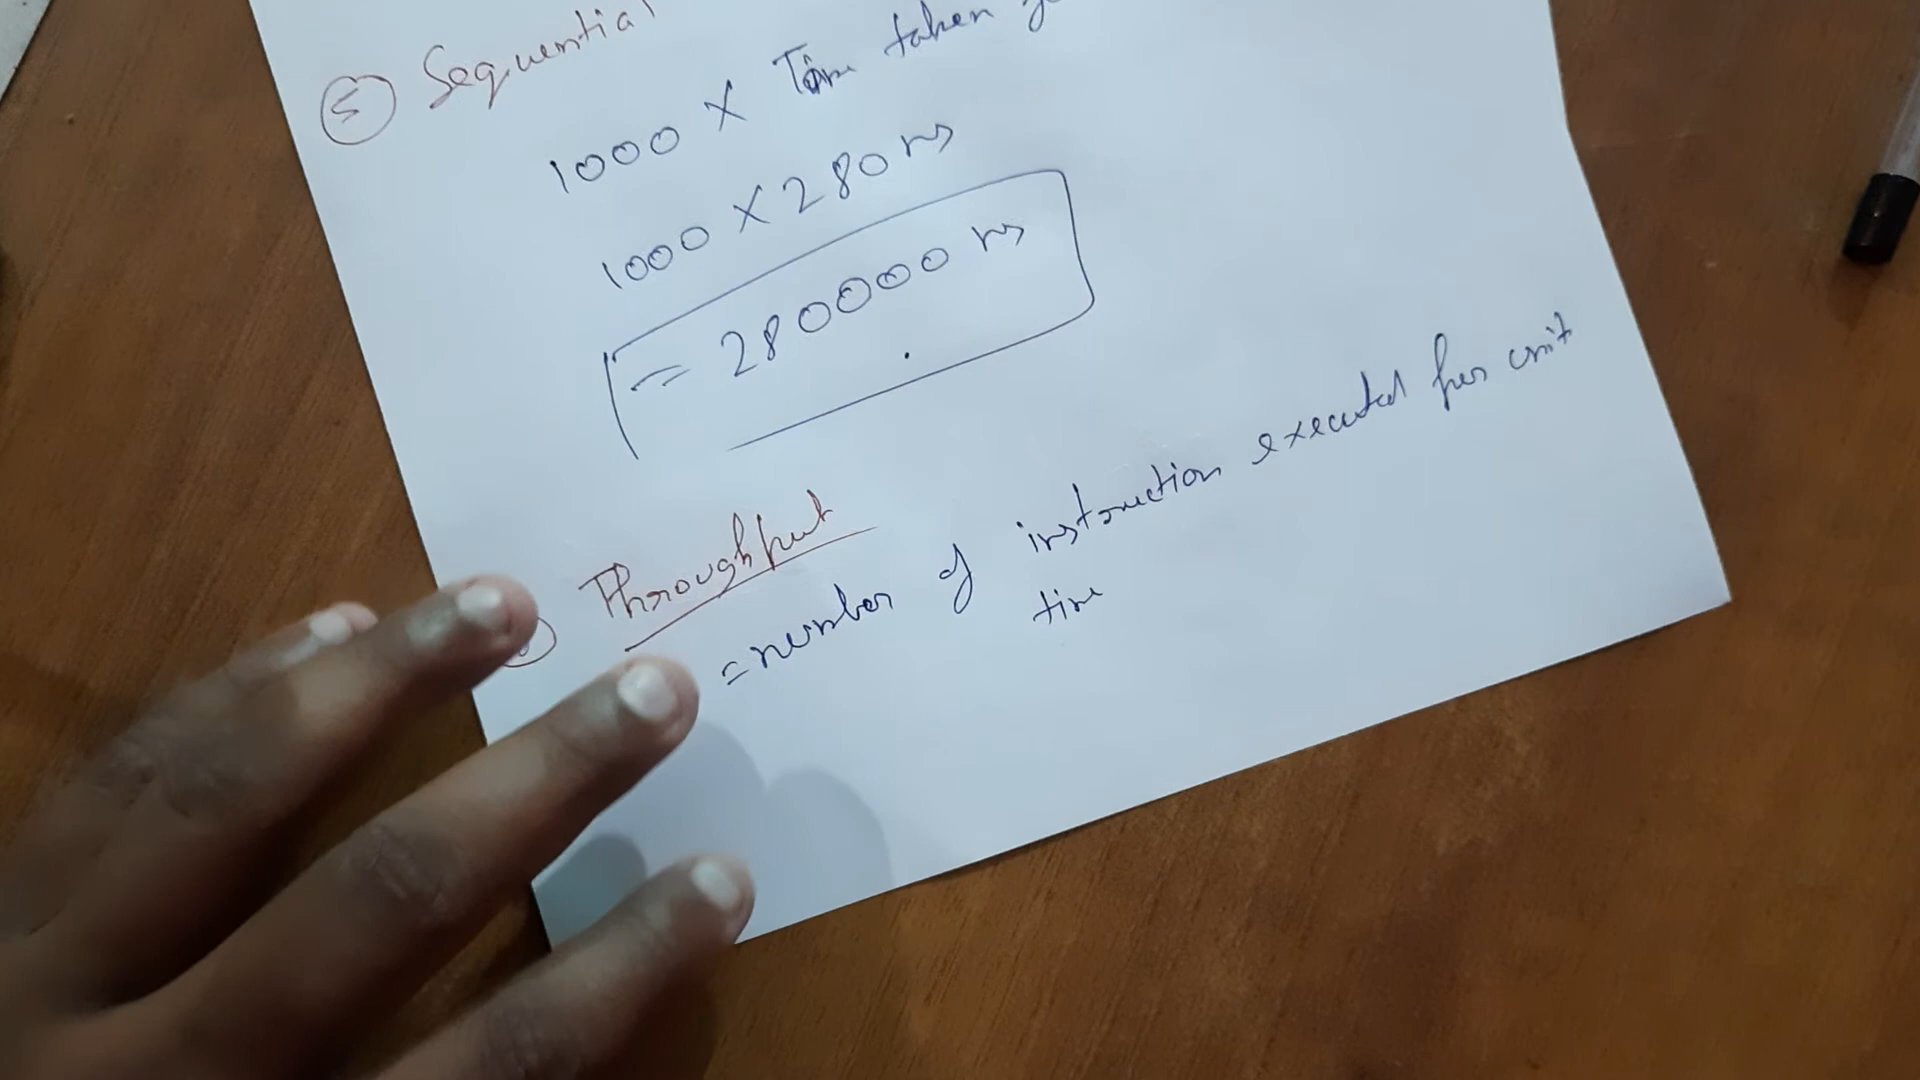 ⑤ Sequential
1000 × Time taken
1000 × 280 ns
= 280000 ns
Throughput
= number of instruction executed per unit
time